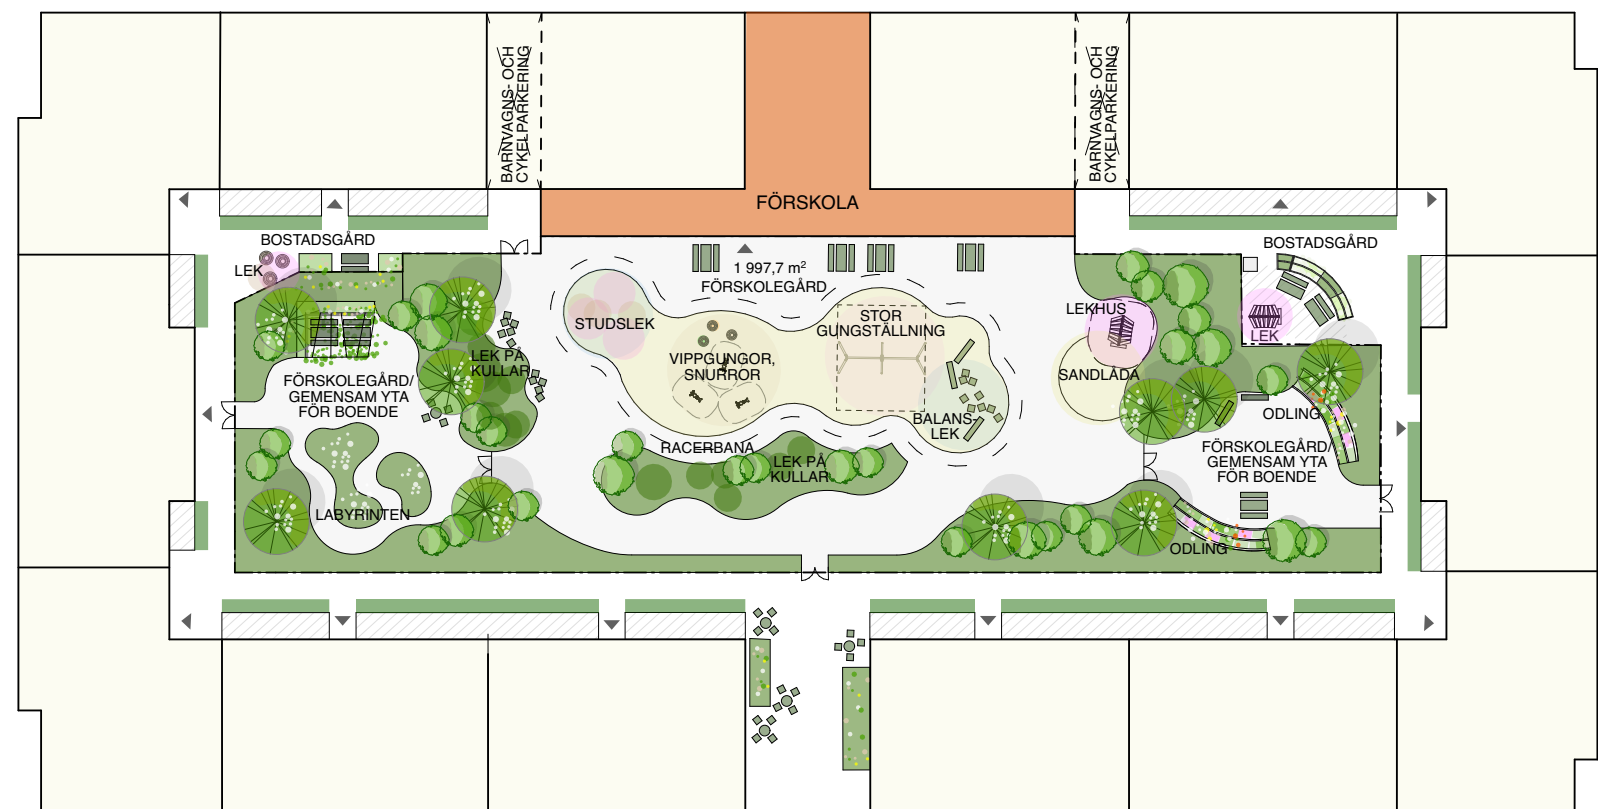 BARNVAGNS- OCH
CYKELPARKERING
BARNVAGNS- OCH
CYKELPARKERING
FÖRSKOLA
BOSTADSGÅRD
LEK
1 997,7 m²
FÖRSKOLEGÅRD
BOSTADSGÅRD
LEK
STUDSLEK
STOR
GUNGSTÄLLNING
LEKHUS
LEK PÅ
KULLAR
VIPPGUNGOR,
SNURROR
SANDLÅDA
FÖRSKOLEGÅRD/
GEMENSAM YTA
FÖR BOENDE
BALANS-
LEK
ODLING
RACERBANA
LEK PÅ
KULLAR
FÖRSKOLEGÅRD/
GEMENSAM YTA
FÖR BOENDE
LABYRINTEN
ODLING